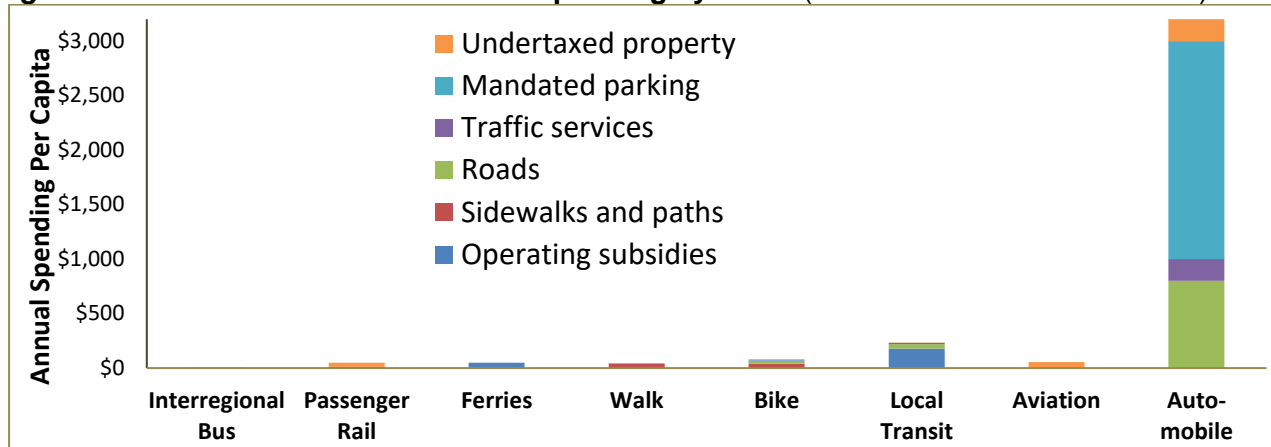 Annual Spending Per Capita
$3,000
$2,500
$2,000
$1,500
$1,000
$500
$0
Undertaxed property
Mandated parking
Traffic services
Roads
Sidewalks and paths
Operating subsidies
Interregional Bus
Passenger Rail
Ferries
Walk
Bike
Local Transit
Aviation
Auto-mobile